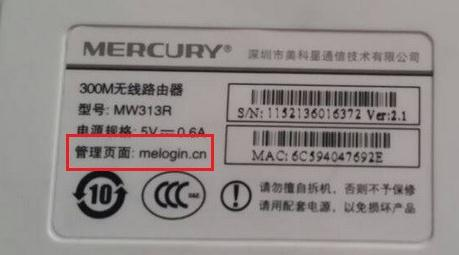 MERCURY® 深圳市美科星通信技术有限公司
300M无线路由器
型号: MW313R
S/N: 1152136016372 Ver:2.1
电源规格: 5V⎓0.6A
管理页面: melogin.cn
MAC: 6C594047692E
10
CCC
S&E
请勿擅自拆机，否则不予保修
请用配套电源，以免损坏产品